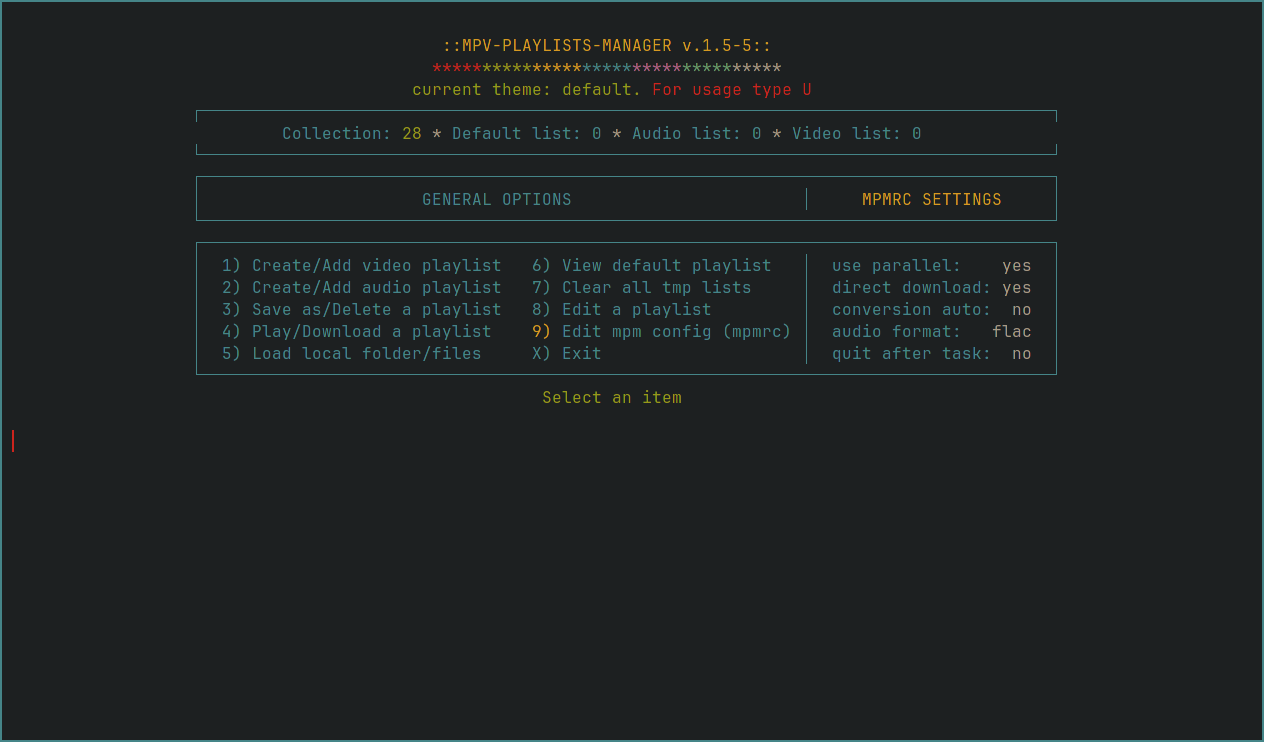 ::MPV-PLAYLISTS-MANAGER v.1.5-5::
***********************************
current theme: default. For usage type U
Collection: 28 * Default list: 0 * Audio list: 0 * Video list: 0
GENERAL OPTIONS MPMRC SETTINGS
1) Create/Add video playlist 6) View default playlist use parallel: yes
2) Create/Add audio playlist 7) Clear all tmp lists direct download: yes
3) Save as/Delete a playlist 8) Edit a playlist conversion auto: no
4) Play/Download a playlist 9) Edit mpm config (mpmrc) audio format: flac
5) Load local folder/files X) Exit quit after task: no
Select an item